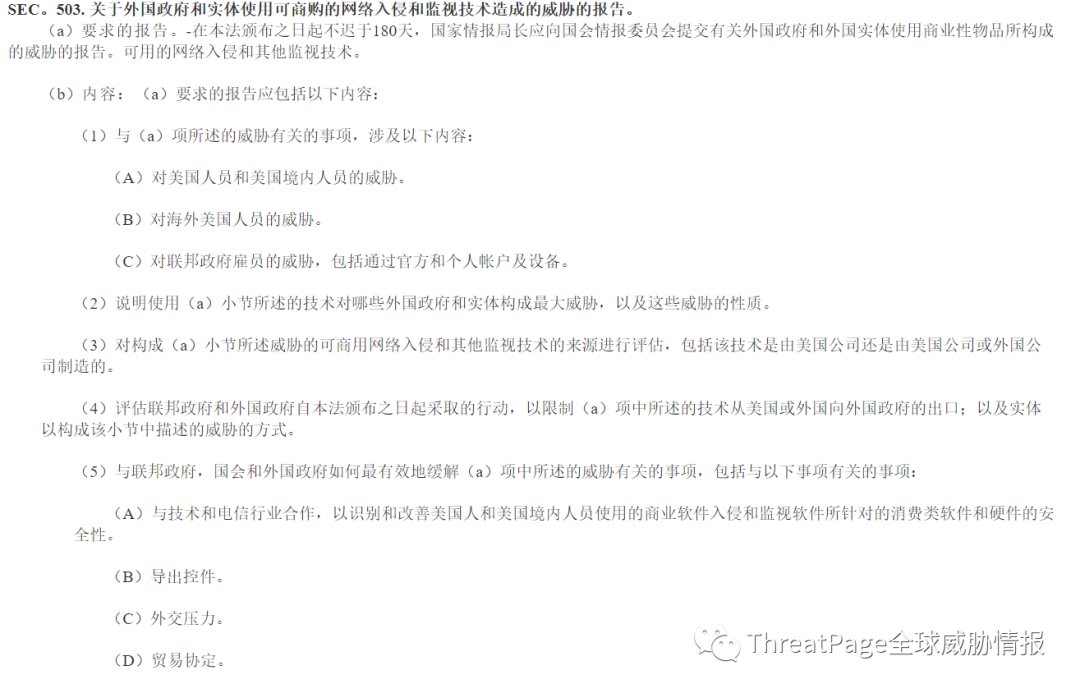 SEC。503. 关于外国政府和实体使用可商购的网络入侵和监视技术造成的威胁的报告。
（a）要求的报告。-在本法颁布之日起不迟于180天，国家情报局长应向国会情报委员会提交有关外国政府和外国实体使用商业性物品所构成
的威胁的报告。可用的网络入侵和其他监视技术。
（b）内容：（a）要求的报告应包括以下内容：
（1）与（a）项所述的威胁有关的事项，涉及以下内容：
（A）对美国人员和美国境内人员的威胁。
（B）对海外美国人员的威胁。
（C）对联邦政府雇员的威胁，包括通过官方和个人帐户及设备。
（2）说明使用（a）小节所述的技术对哪些外国政府和实体构成最大威胁，以及这些威胁的性质。
（3）对构成（a）小节所述威胁的可商用网络入侵和其他监视技术的来源进行评估，包括该技术是由美国公司还是由美国公司或外国公
司制造的。
（4）评估联邦政府和外国政府自本法颁布之日起采取的行动，以限制（a）项中所述的技术从美国或外国向外国政府的出口；以及实体
以构成该小节中描述的威胁的方式。
（5）与联邦政府，国会和外国政府如何最有效地缓解（a）项中所述的威胁有关的事项，包括与以下事项有关的事项：
（A）与技术和电信行业合作，以识别和改善美国人和美国境内人员使用的商业软件入侵和监视软件所针对的消费类软件和硬件的安
全性。
（B）导出控件。
（C）外交压力。
（D）贸易协定。
ThreatPage全球威胁情报